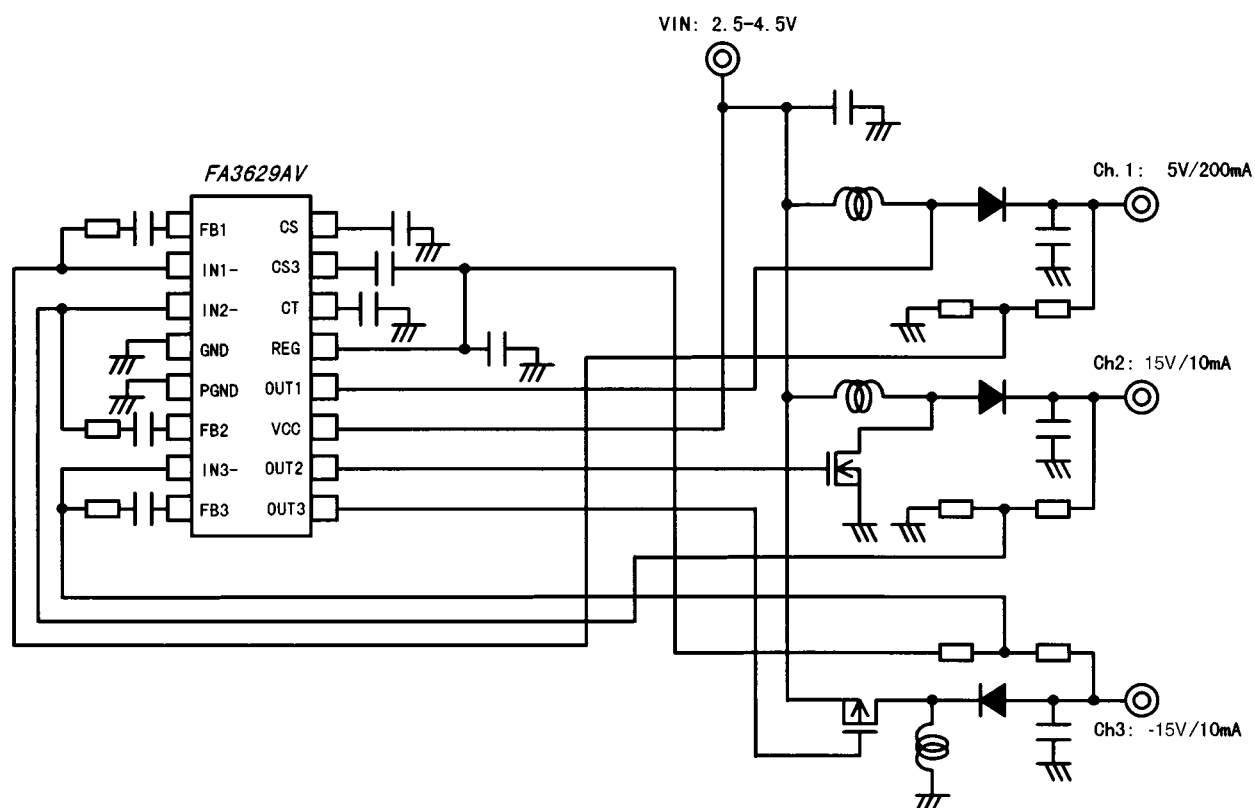 VIN: 2.5-4.5V
FA3629AV
Ch.1: 5V/200mA
FB1 CS
IN1- CS3
IN2- CT
GND REG
PGND OUT1
Ch2: 15V/10mA
FB2 VCC
IN3- OUT2
FB3 OUT3
Ch3: -15V/10mA